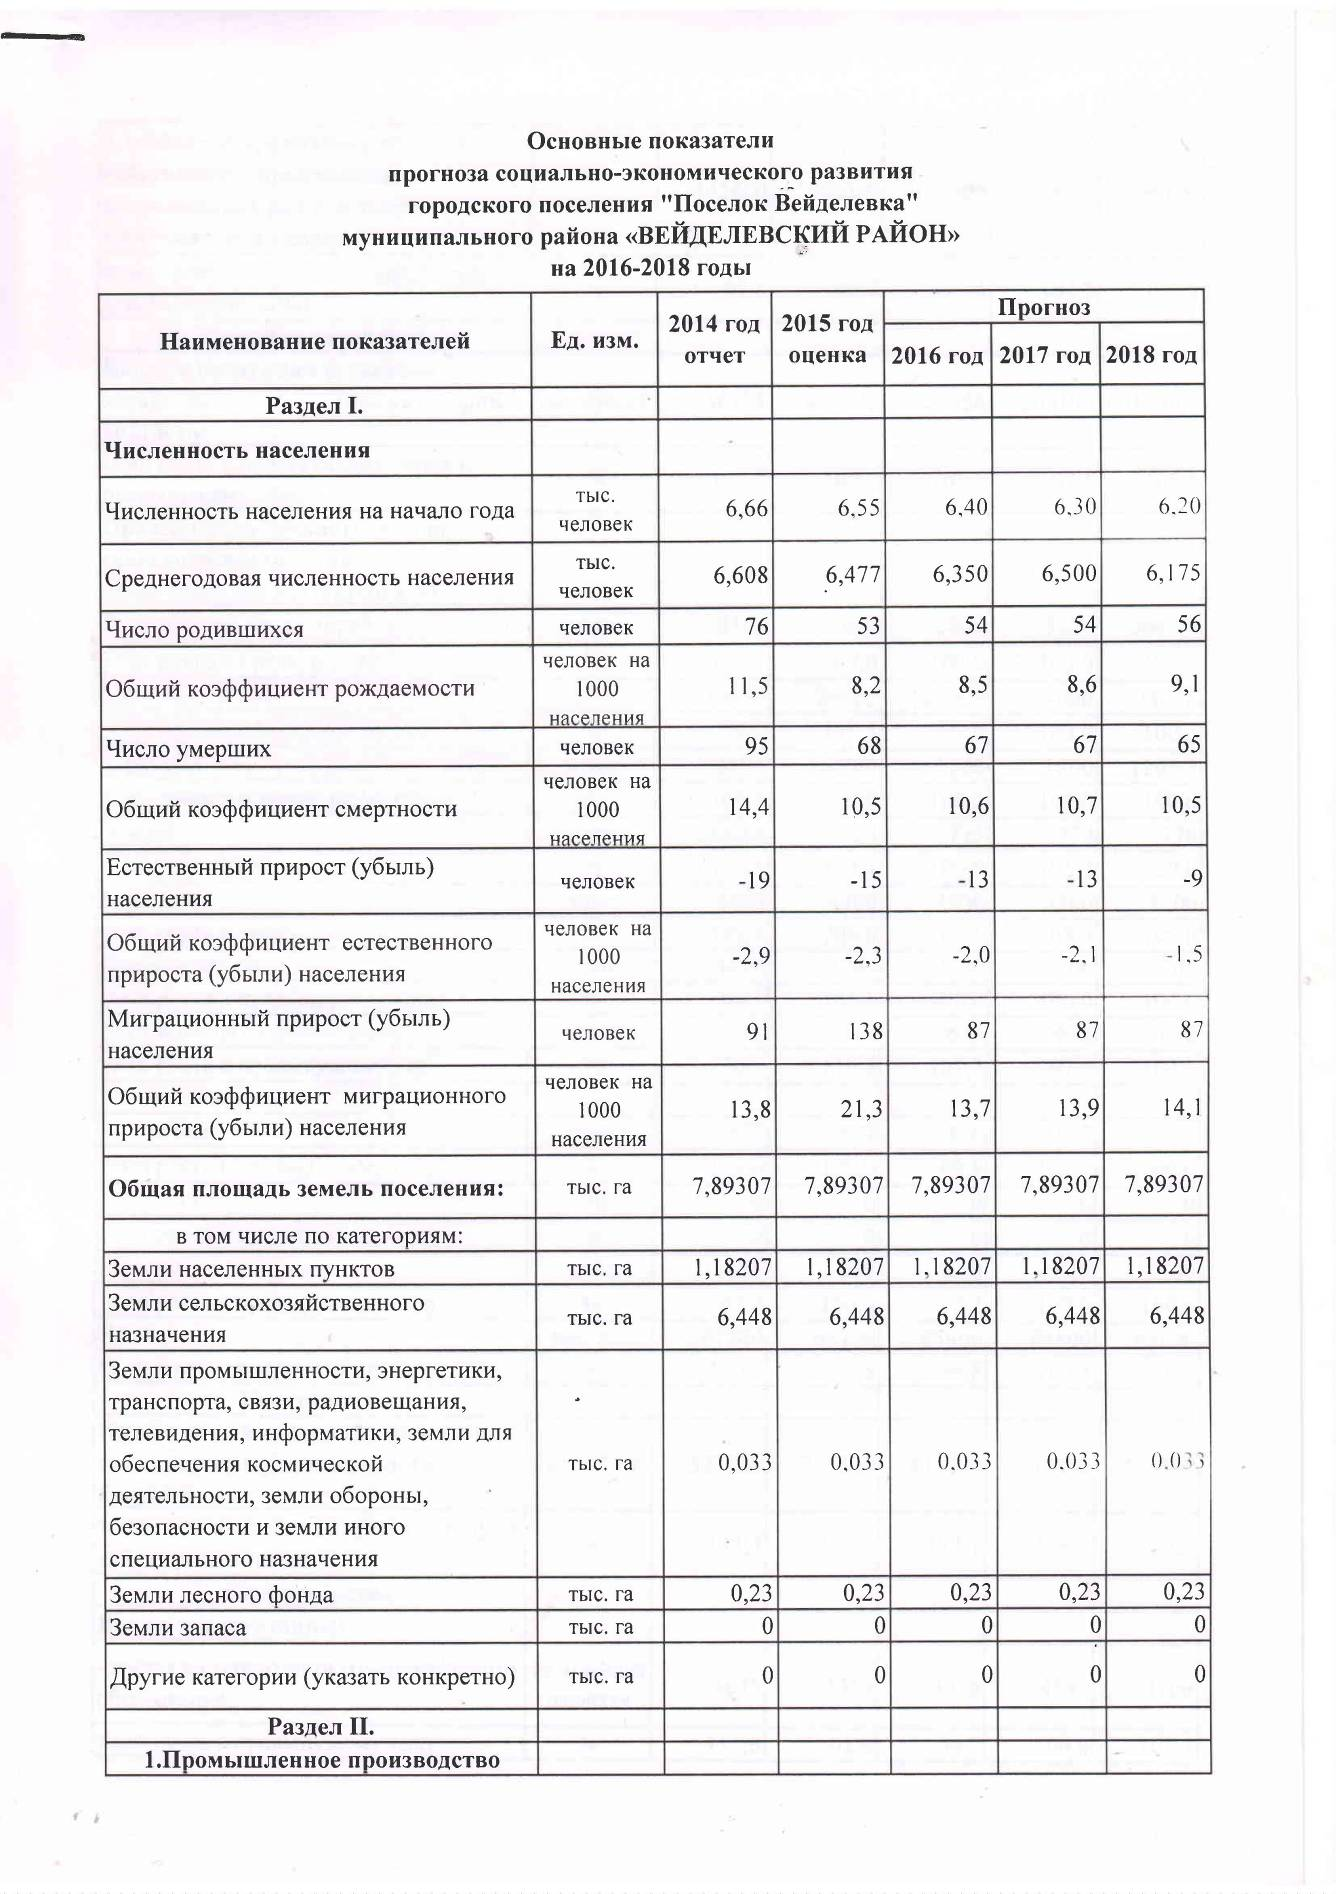 Основные показатели
прогноза социально-экономического развития
городского поселения "Поселок Вейделевка"
муниципального района «ВЕЙДЕЛЕВСКИЙ РАЙОН»
на 2016-2018 годы
Наименование показателей Ед. изм. 2014 год отчет 2015 год оценка Прогноз
2016 год 2017 год 2018 год
Раздел I.
Численность населения
Численность населения на начало года тыс. человек 6,66 6,55 6,40 6,30 6,20
Среднегодовая численность населения тыс. человек 6,608 6,477 6,350 6,500 6,175
Число родившихся человек 76 53 54 54 56
Общий коэффициент рождаемости человек на 1000 населения 11,5 8,2 8,5 8,6 9,1
Число умерших человек 95 68 67 67 65
Общий коэффициент смертности человек на 1000 населения 14,4 10,5 10,6 10,7 10,5
Естественный прирост (убыль)
населения человек -19 -15 -13 -13 -9
Общий коэффициент естественного
прироста (убыли) населения человек на 1000 населения -2,9 -2,3 -2,0 -2,1 -1,5
Миграционный прирост (убыль)
населения человек 91 138 87 87 87
Общий коэффициент миграционного
прироста (убыли) населения человек на 1000 населения 13,8 21,3 13,7 13,9 14,1
Общая площадь земель поселения: тыс. га 7,89307 7,89307 7,89307 7,89307 7,89307
в том числе по категориям:
Земли населенных пунктов тыс. га 1,18207 1,18207 1,18207 1,18207 1,18207
Земли сельскохозяйственного
назначения тыс. га 6,448 6,448 6,448 6,448 6,448
Земли промышленности, энергетики,
транспорта, связи, радиовещания,
телевидения, информатики, земли для
обеспечения космической тыс. га 0,033 0,033 0,033 0,033 0,033
деятельности, земли обороны,
безопасности и земли иного
специального назначения
Земли лесного фонда тыс. га 0,23 0,23 0,23 0,23 0,23
Земли запаса тыс. га 0 0 0 0 0
Другие категории (указать конкретно) тыс. га 0 0 0 0 0
Раздел II.
1.Промышленное производство